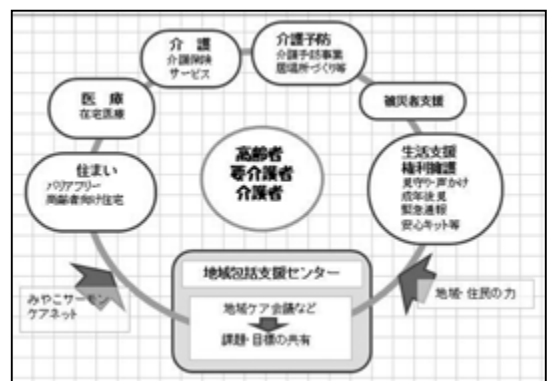 介　護
介護保険
サービス
介護予防
介護予防事業
居場所づくり等
医　療
在宅医療
被災者支援
高齢者
要介護者
介護者
住まい
バリアフリー
高齢者向け住宅
生活支援
権利擁護
見守り・声かけ
成年後見
緊急通報
安心キット等
地域包括支援センター
地域ケア会議など
課題・目標の共有
みやこサーモン
ケアネット
地域・住民の力